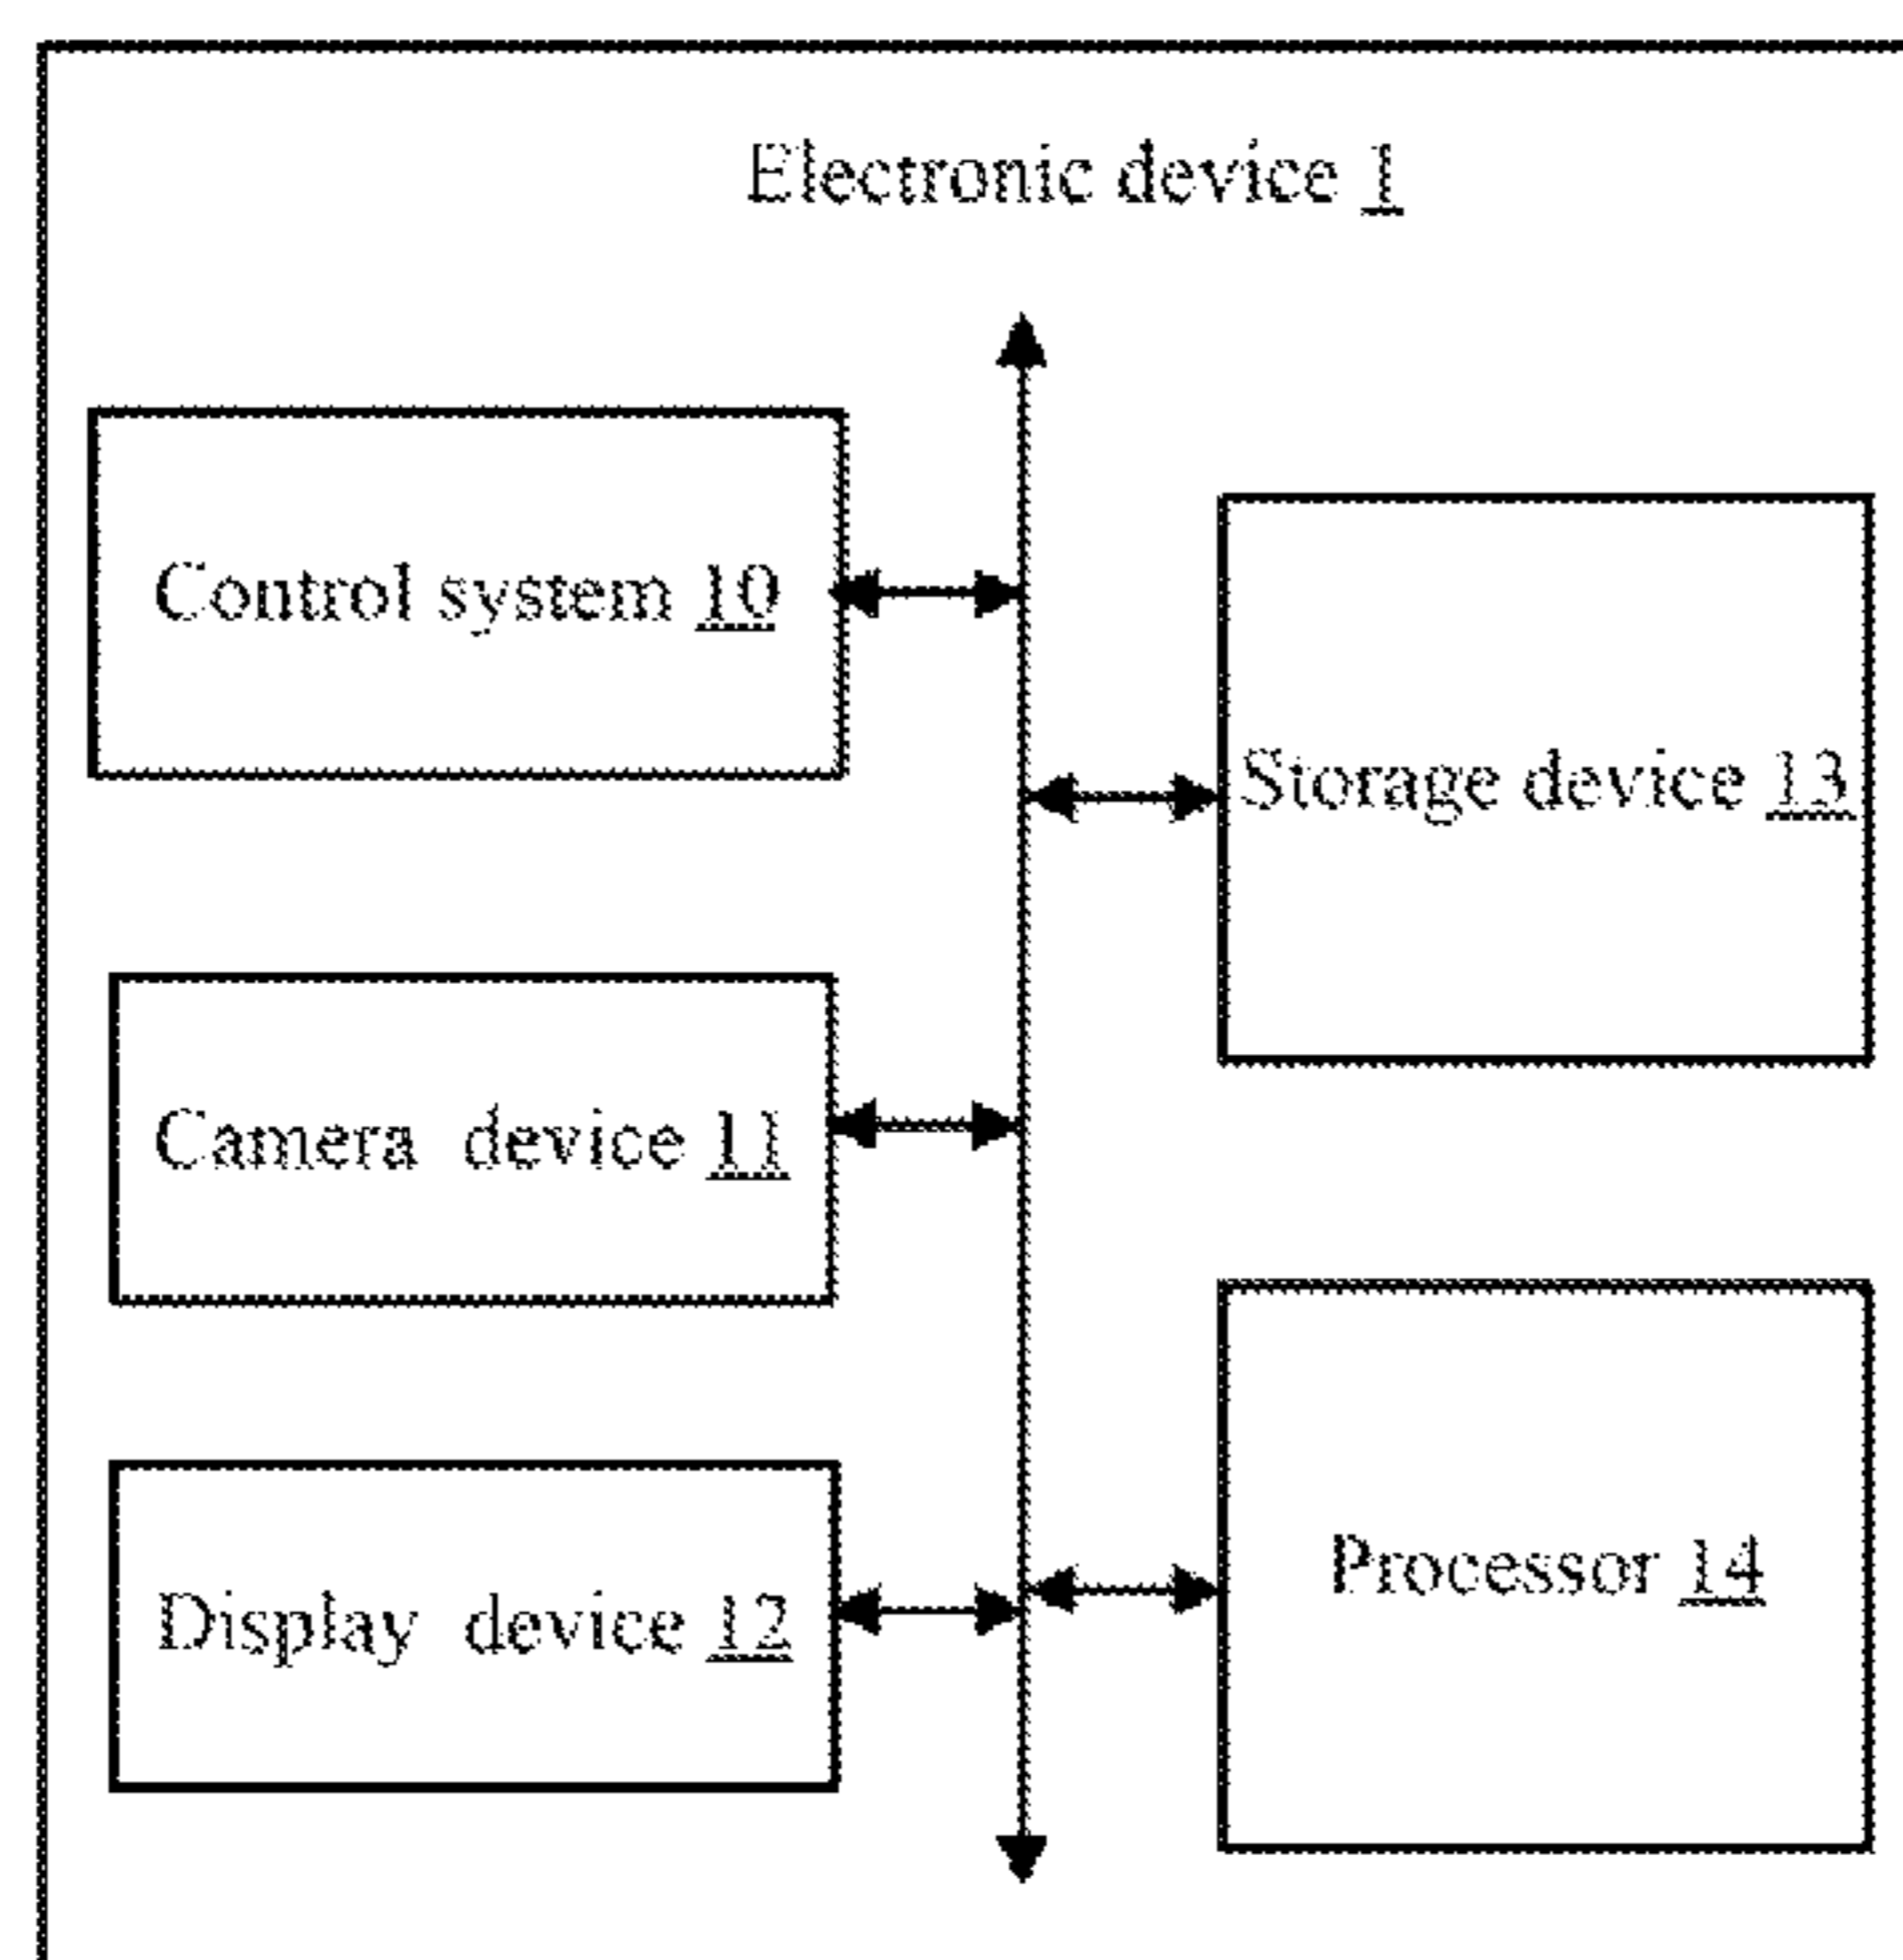 Electronic device 1
Control system 10
Storage device 13
Camera device 11
Processor 14
Display device 12